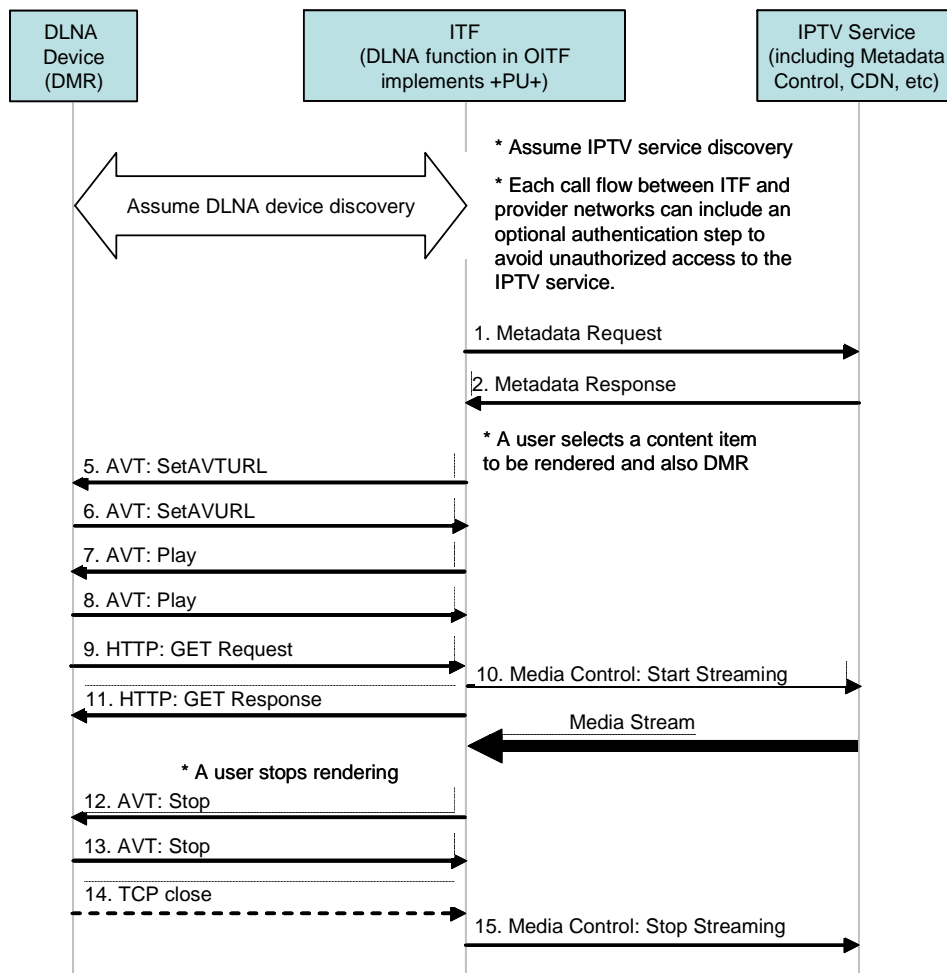 DLNA
Device
(DMR)
ITF
(DLNA function in OITF
implements +PU+)
IPTV Service
(including Metadata
Control, CDN, etc)
* Assume IPTV service discovery
Assume DLNA device discovery
* Each call flow between ITF and
provider networks can include an
optional authentication step to
avoid unauthorized access to the
IPTV service.
1. Metadata Request
2. Metadata Response
* A user selects a content item
to be rendered and also DMR
5. AVT: SetAVTURL
6. AVT: SetAVURL
7. AVT: Play
8. AVT: Play
9. HTTP: GET Request
10. Media Control: Start Streaming
11. HTTP: GET Response
Media Stream
* A user stops rendering
12. AVT: Stop
13. AVT: Stop
14. TCP close
15. Media Control: Stop Streaming